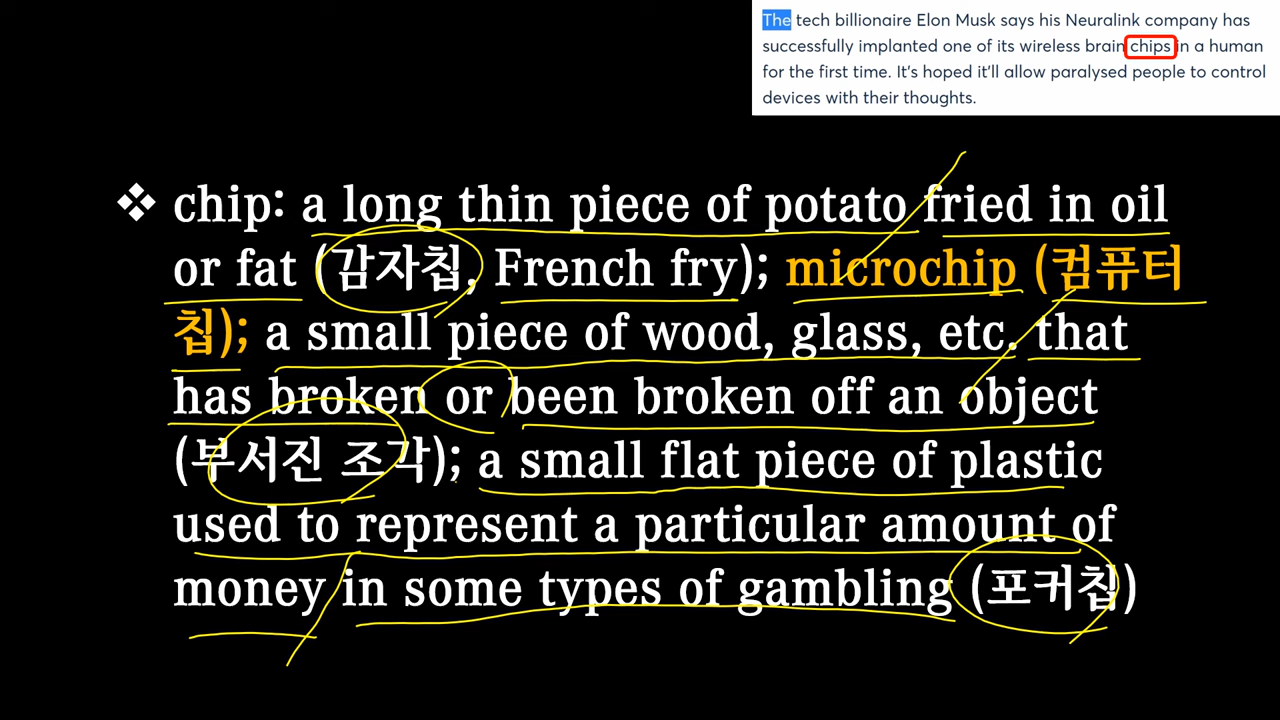 The tech billionaire Elon Musk says his Neuralink company has
successfully implanted one of its wireless brain chips in a human
for the first time. It's hoped it'll allow paralysed people to control
devices with their thoughts.
❖ chip: a long thin piece of potato fried in oil
or fat (감자칩, French fry); microchip (컴퓨터
칩); a small piece of wood, glass, etc. that
has broken or been broken off an object
(부서진 조각); a small flat piece of plastic
used to represent a particular amount of
money in some types of gambling (포커칩)